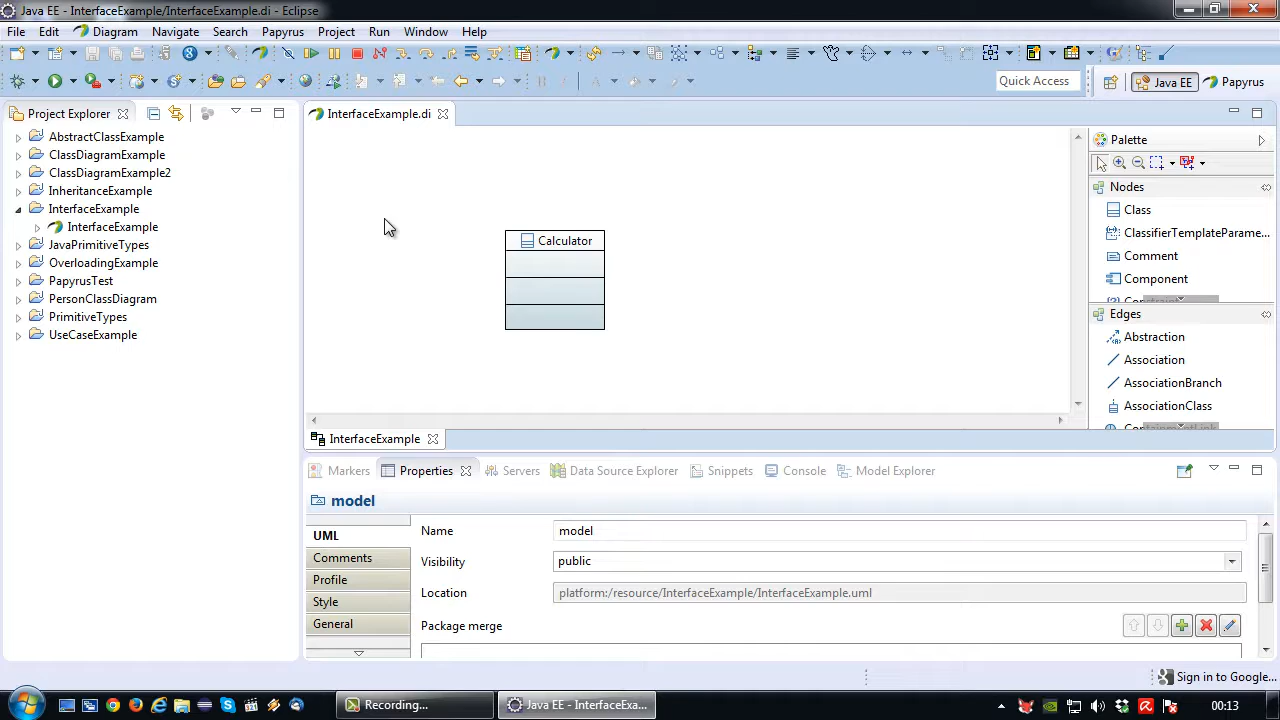 Java EE - InterfaceExample/InterfaceExample.di - Eclipse
File Edit Diagram Navigate Search Papyrus Project Run Window Help
Quick Access
Java EE
Papyrus
Project Explorer
AbstractClassExample
ClassDiagramExample
ClassDiagramExample2
InheritanceExample
InterfaceExample
InterfaceExample
JavaPrimitiveTypes
OverloadingExample
PapyrusTest
PersonClassDiagram
PrimitiveTypes
UseCaseExample
InterfaceExample.di
Calculator
InterfaceExample
Palette
Nodes
Class
ClassifierTemplateParame...
Comment
Component
Edges
Abstraction
Association
AssociationBranch
AssociationClass
Markers Properties Servers Data Source Explorer Snippets Console Model Explorer
model
UML
Comments
Profile
Style
General
Name model
Visibility public
Location platform:/resource/InterfaceExample/InterfaceExample.uml
Package merge
Sign in to Google...
Recording...
Java EE - InterfaceExa...
00:13